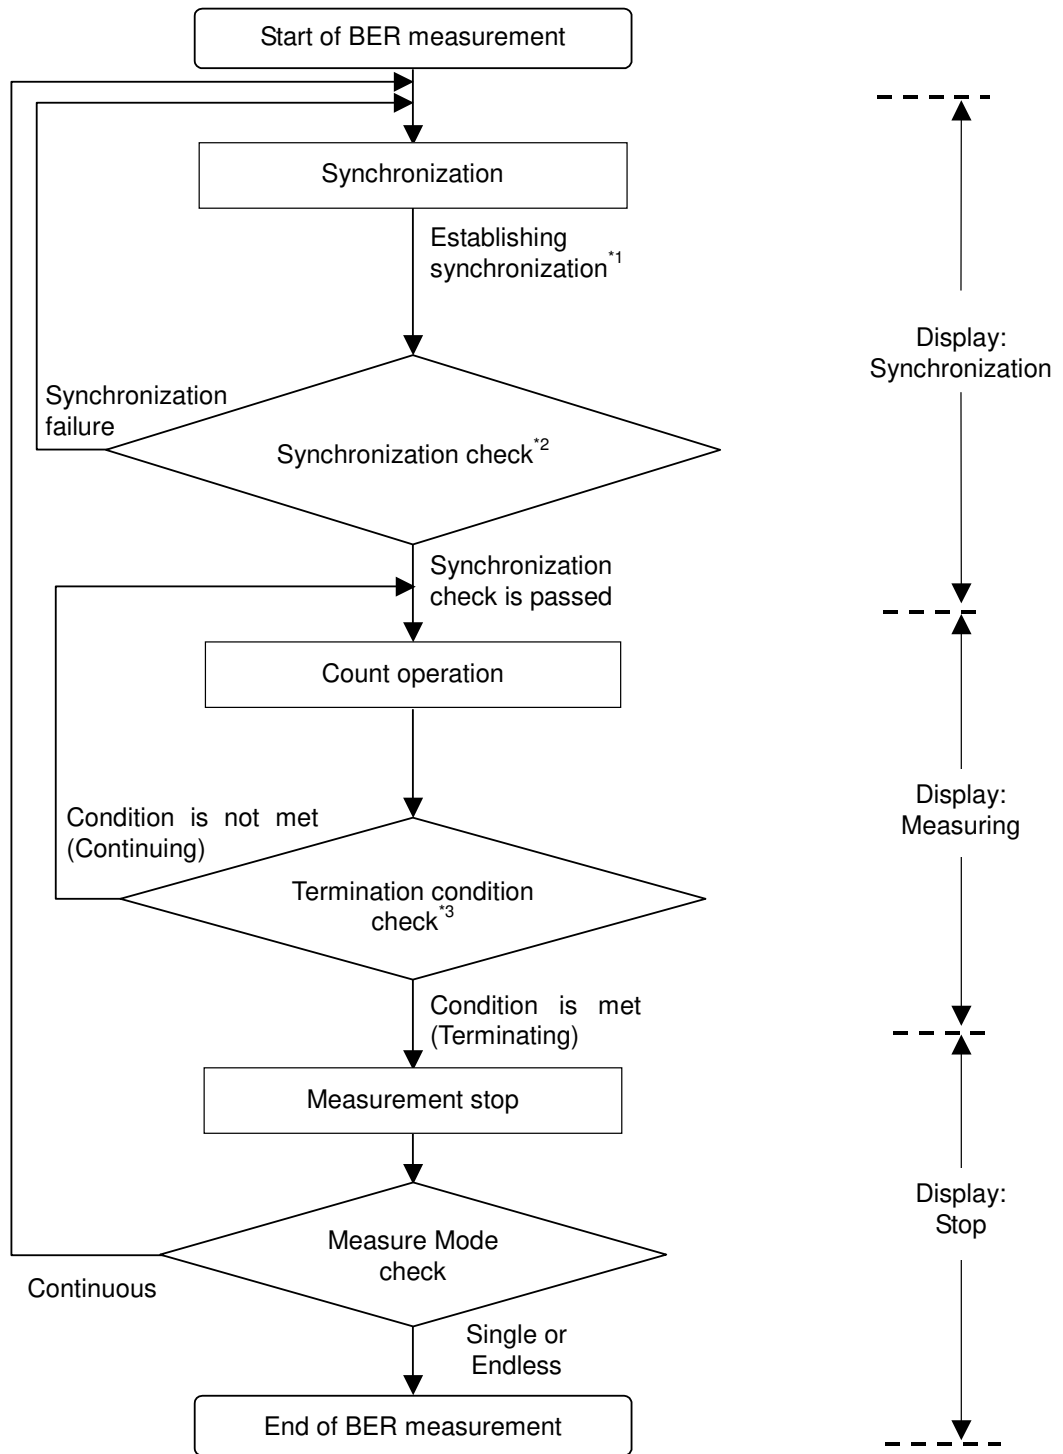 Start of BER measurement
Synchronization
Establishing
synchronization*1
Display:
Synchronization
Synchronization
failure
Synchronization check*2
Synchronization
check is passed
Count operation
Condition is not met
(Continuing)
Display:
Measuring
Termination condition
check*3
Condition is met
(Terminating)
Measurement stop
Display:
Stop
Measure Mode
check
Continuous
Single or
Endless
End of BER measurement